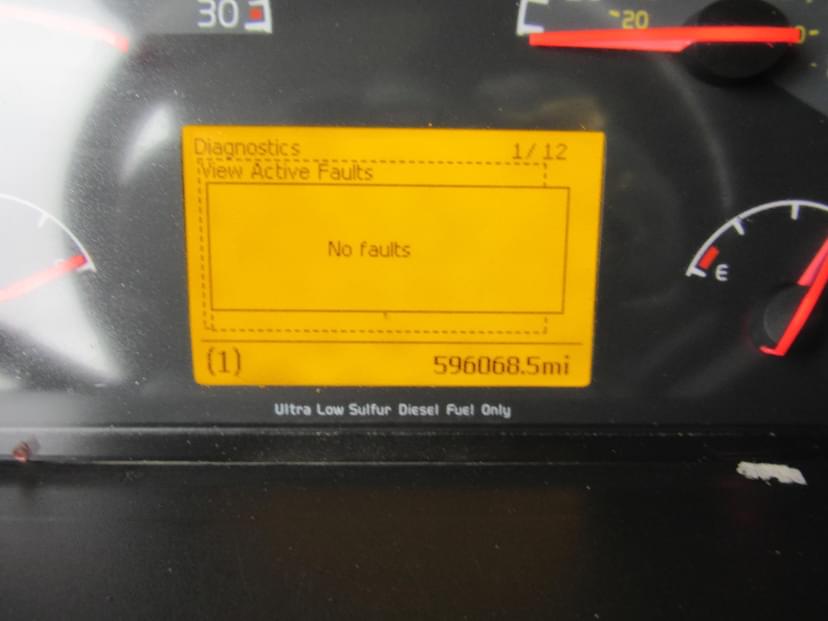 30
20
Diagnostics 1/12
View Active Faults
No faults
E
(1) 596068.5mi
Ultra Low Sulfur Diesel Fuel Only